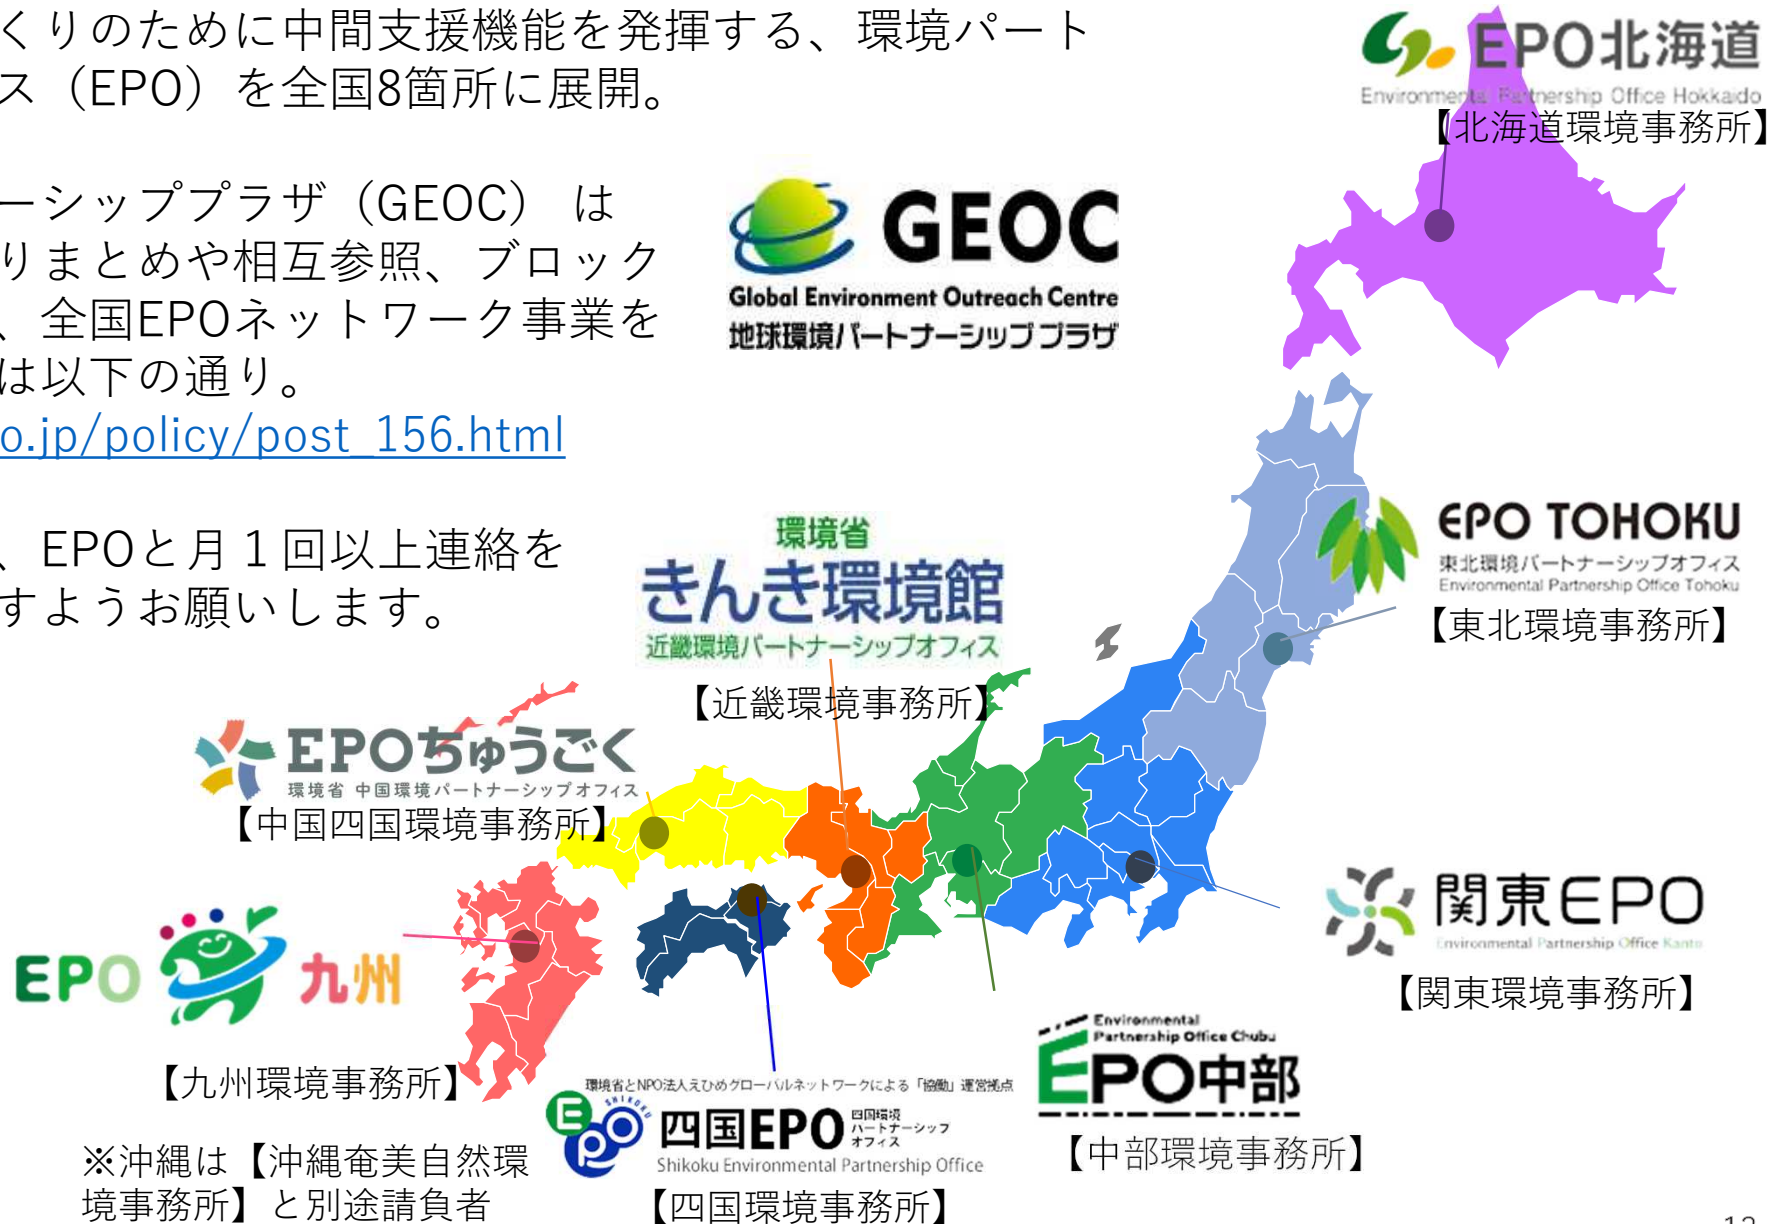 くりのために中間支援機能を発揮する、環境パート
ス（EPO）を全国8箇所に展開。
ーシッププラザ（GEOC） は
りまとめや相互参照、ブロック
、全国EPOネットワーク事業を
は以下の通り。
o.jp/policy/post_156.html
、EPOと月１回以上連絡を
すようお願いします。
GEOC
Global Environment Outreach Centre
地球環境パートナーシッププラザ
EPO北海道
Environmental Partnership Office Hokkaido
【北海道環境事務所】
EPO TOHOKU
東北環境パートナーシップオフィス
Environmental Partnership Office Tohoku
【東北環境事務所】
環境省
きんき環境館
近畿環境パートナーシップオフィス
【近畿環境事務所】
EPOちゅうごく
環境省 中国環境パートナーシップオフィス
【中国四国環境事務所】
関東EPO
Environmental Partnership Office Kanto
【関東環境事務所】
EPO 九州
【九州環境事務所】
Environmental
Partnership Office Chubu
EPO中部
【中部環境事務所】
環境省とNPO法人えひめグローバルネットワークによる「協働」運営拠点
EPO
SHIKOKU
四国EPO
四国環境
パートナーシップ
オフィス
Shikoku Environmental Partnership Office
【四国環境事務所】
※沖縄は【沖縄奄美自然環
境事務所】と別途請負者